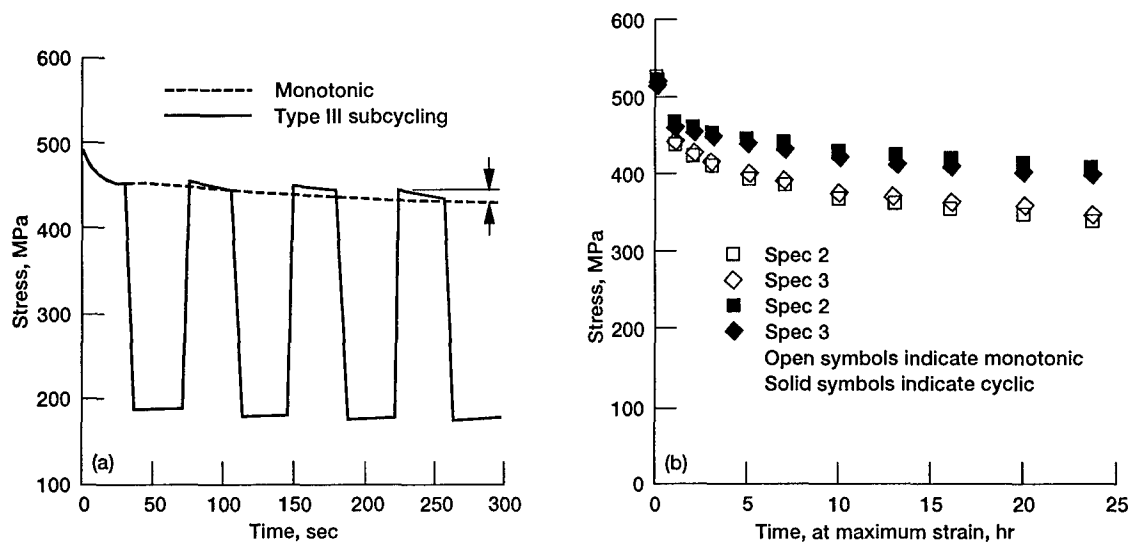 600
500
400
300
200
100
Stress, MPa
Monotonic
Type III subcycling
(a)
0
50
100
150
200
250
300
Time, sec
600
500
400
300
200
100
0
Stress, MPa
Spec 2
Spec 3
Spec 2
Spec 3
Open symbols indicate monotonic
Solid symbols indicate cyclic
(b)
0
5
10
15
20
25
Time, at maximum strain, hr